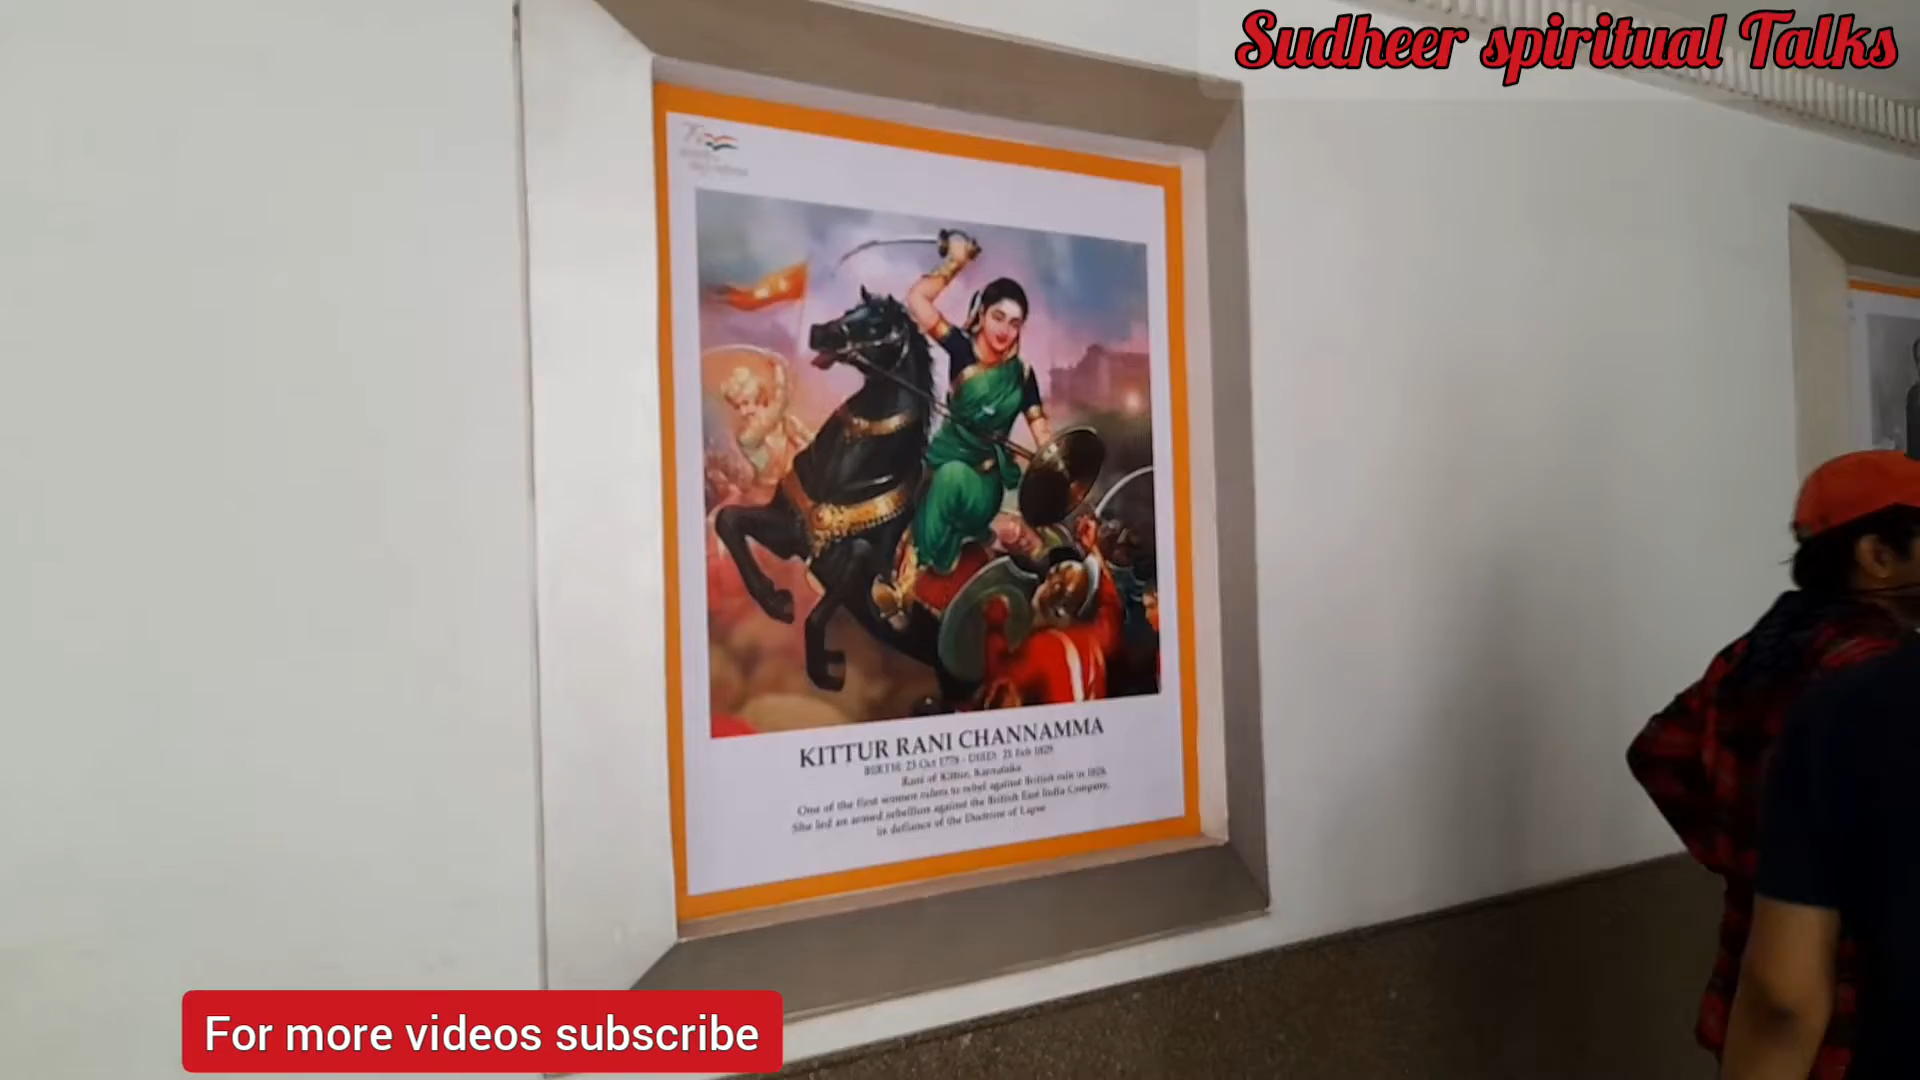 Sudheer spiritual Talks
KITTUR RANI CHANNAMMA
BIRTH: 23 Oct 1778 - DIED: 21 Feb 1829
Rani of Kittur, Karnataka
One of the first women rulers to rebel against British rule in 1824.
She led an armed rebellion against the British East India Company,
in defiance of the Doctrine of Lapse
For more videos subscribe